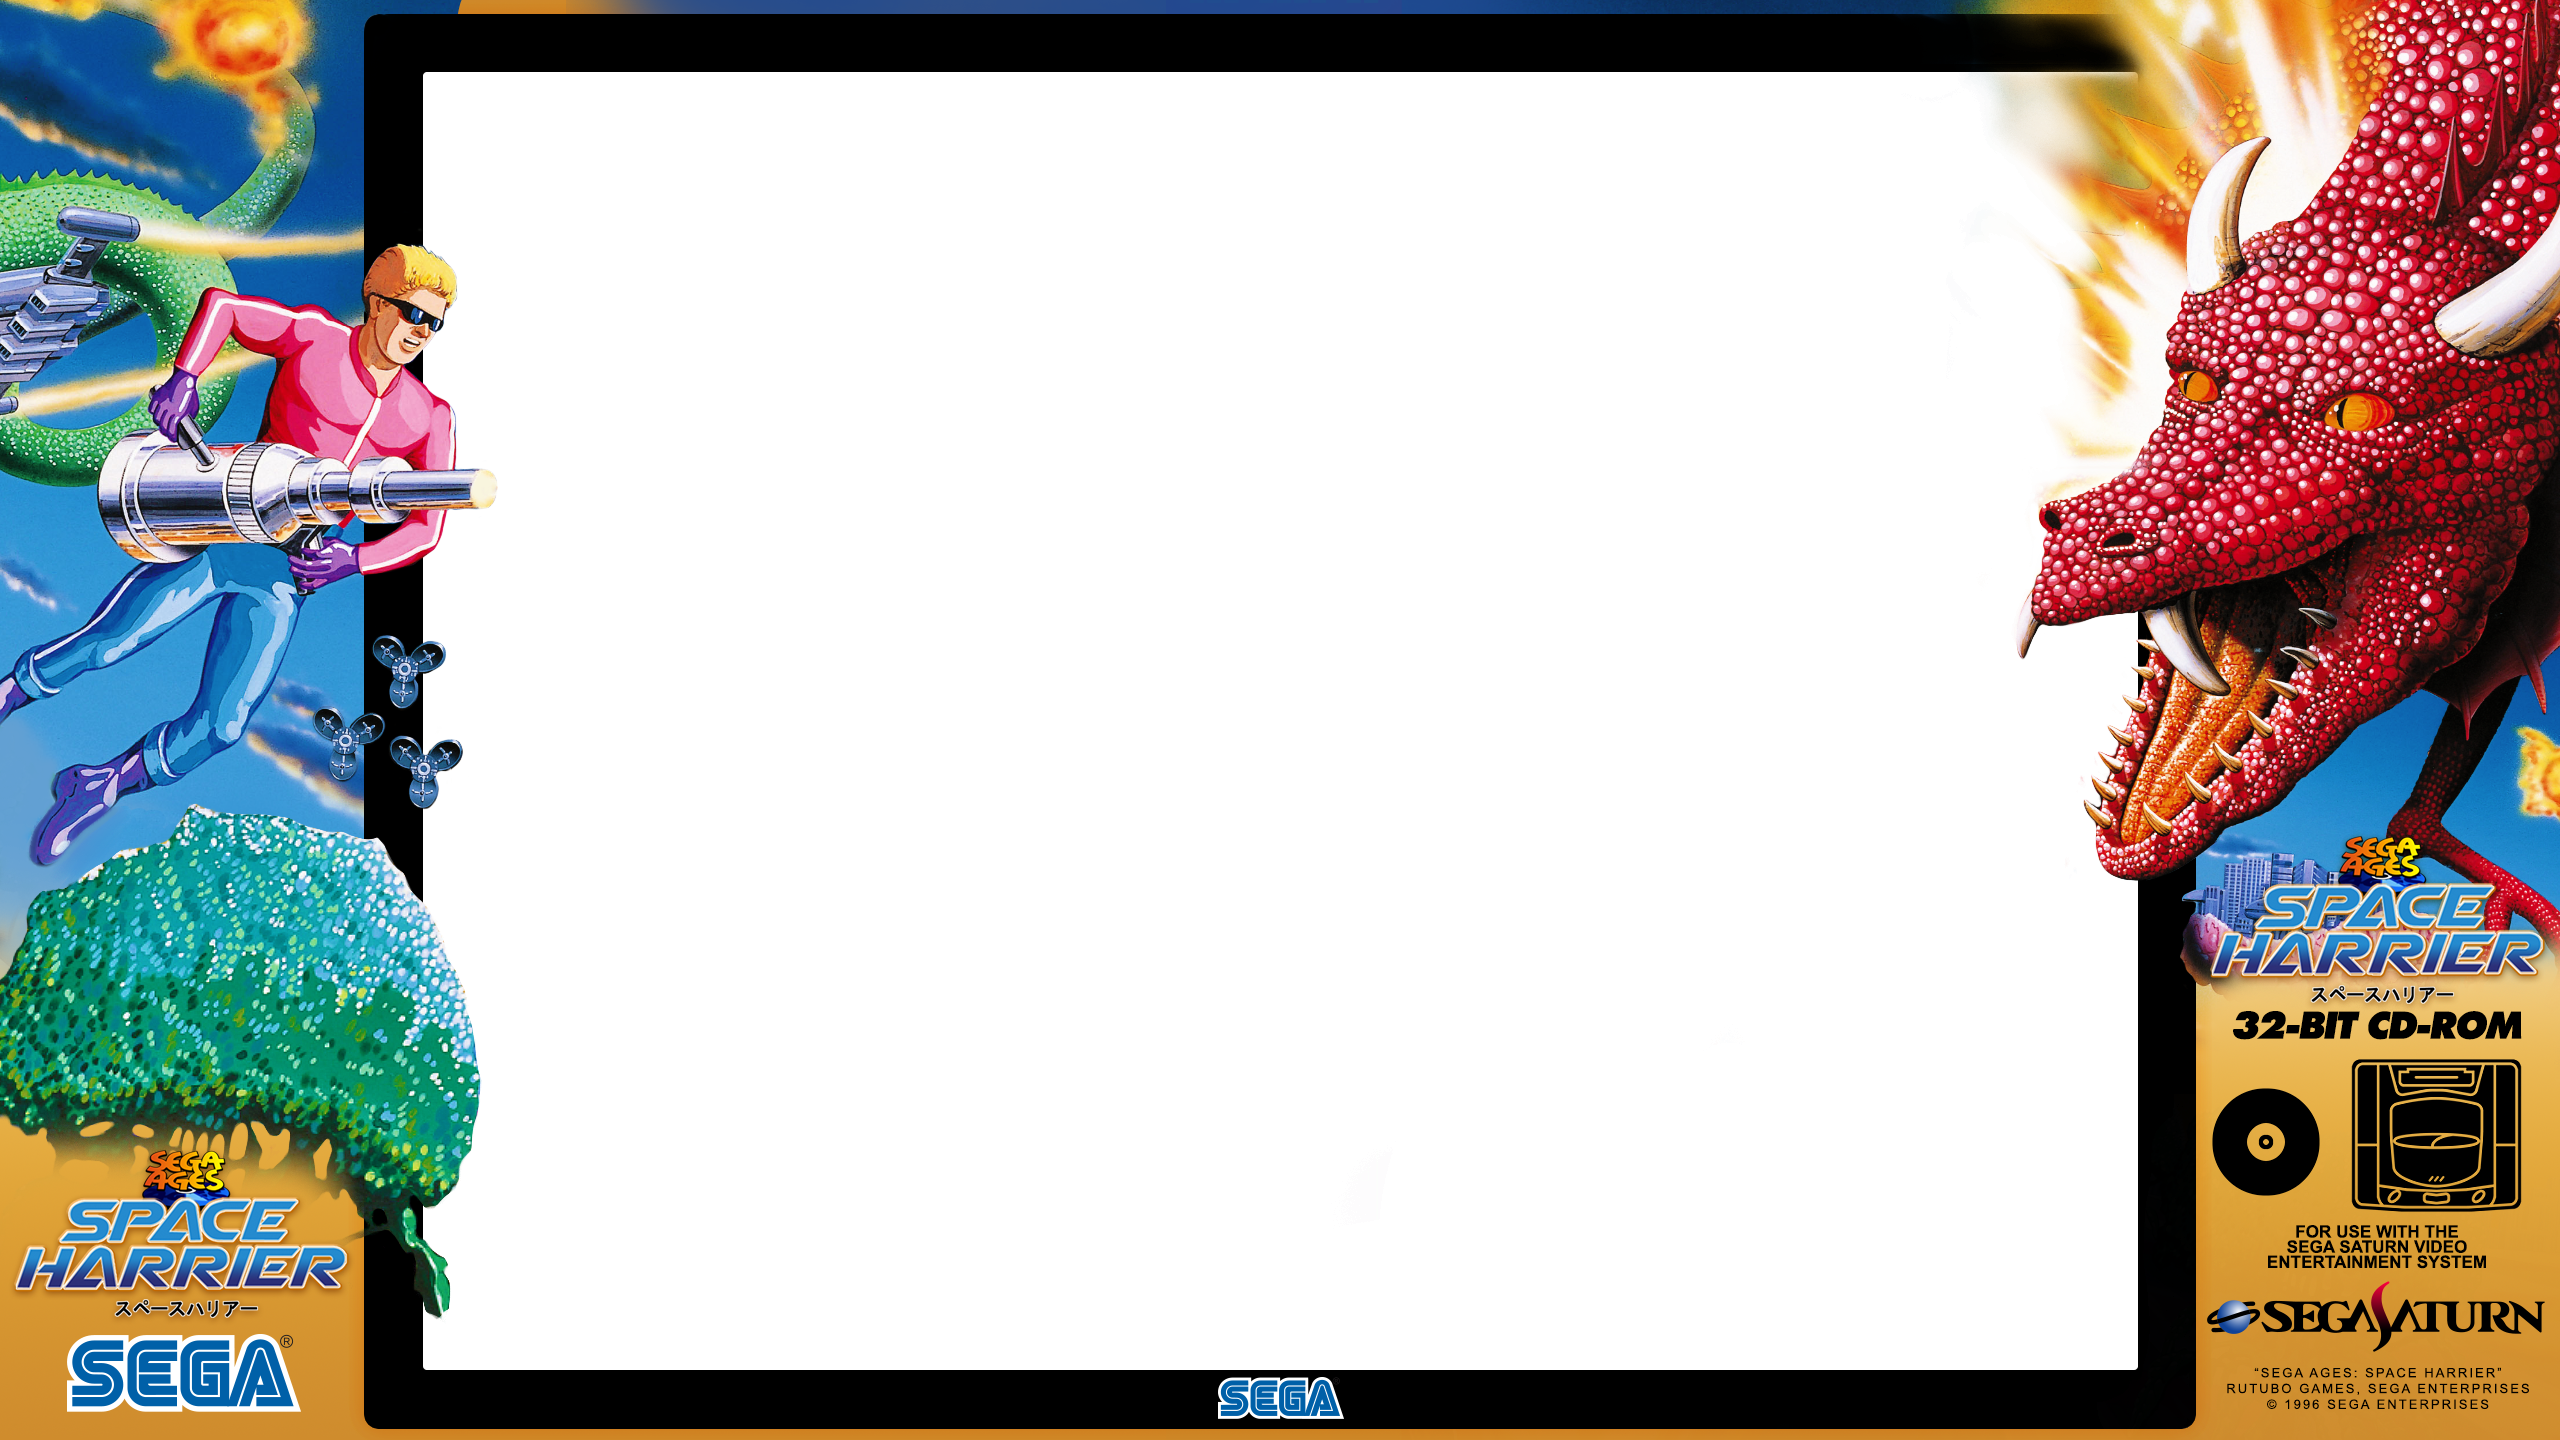 SEGA
AGES
SPACE
HARRIER
スペースハリアー
SEGA®
SEGA
SEGA
AGES
SPACE
HARRIER
スペースハリアー
32-BIT CD-ROM
FOR USE WITH THE
SEGA SATURN VIDEO
ENTERTAINMENT SYSTEM
SEGA SATURN
“SEGA AGES: SPACE HARRIER”
RUTUBO GAMES, SEGA ENTERPRISES
© 1996 SEGA ENTERPRISES